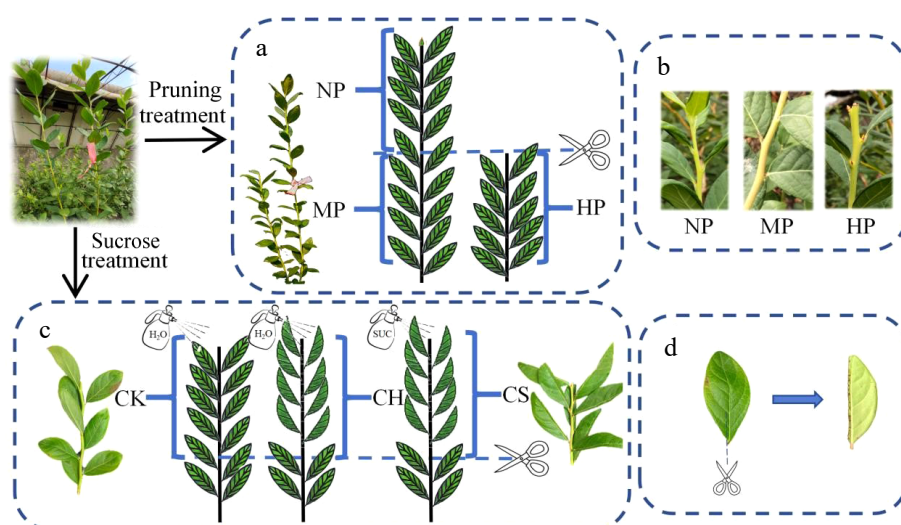 a
NP
Pruning
treatment
MP
HP
b
NP MP HP
Sucrose
treatment
c
H₂O
H₂O
SUC
CK
CH
CS
d